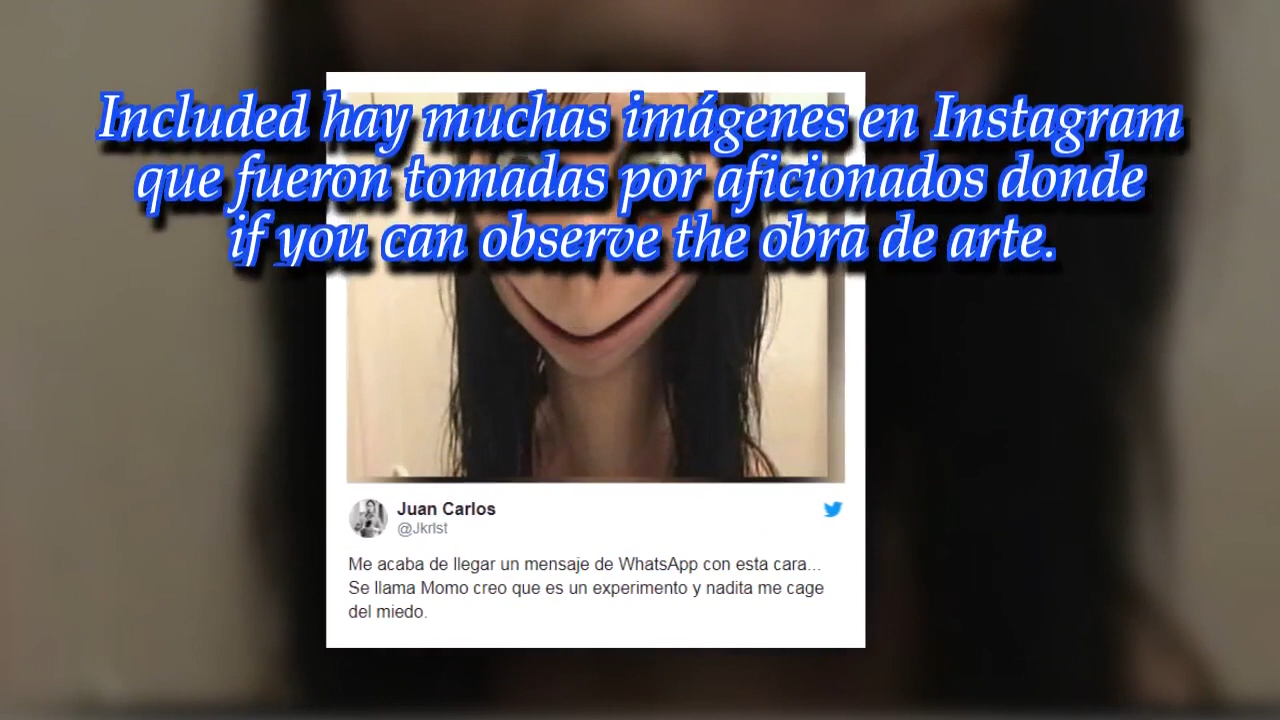 Included hay muchas imágenes en Instagram
que fueron tomadas por aficionados donde
if you can observe the obra de arte.
Juan Carlos
@Jkrlst
Me acaba de llegar un mensaje de WhatsApp con esta cara...
Se llama Momo creo que es un experimento y nadita me cage
del miedo.